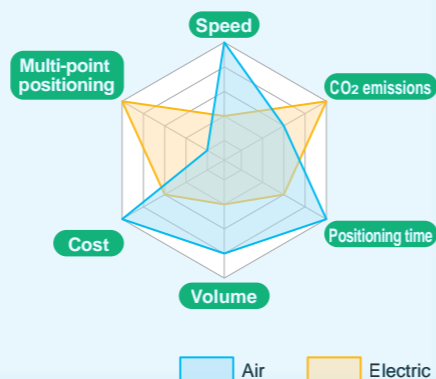 Speed
Multi-point
positioning
CO₂ emissions
Cost
Positioning time
Volume
Air
Electric